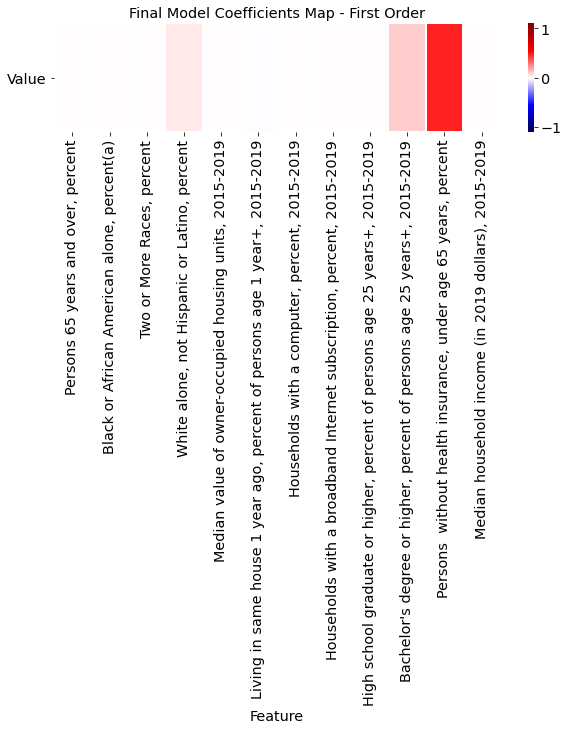 Final Model Coefficients Map - First Order
Value
1
0
−1
Persons 65 years and over, percent
Black or African American alone, percent(a)
Two or More Races, percent
White alone, not Hispanic or Latino, percent
Median value of owner-occupied housing units, 2015-2019
Living in same house 1 year ago, percent of persons age 1 year+, 2015-2019
Households with a computer, percent, 2015-2019
Households with a broadband Internet subscription, percent, 2015-2019
High school graduate or higher, percent of persons age 25 years+, 2015-2019
Bachelor's degree or higher, percent of persons age 25 years+, 2015-2019
Persons  without health insurance, under age 65 years, percent
Median household income (in 2019 dollars), 2015-2019
Feature